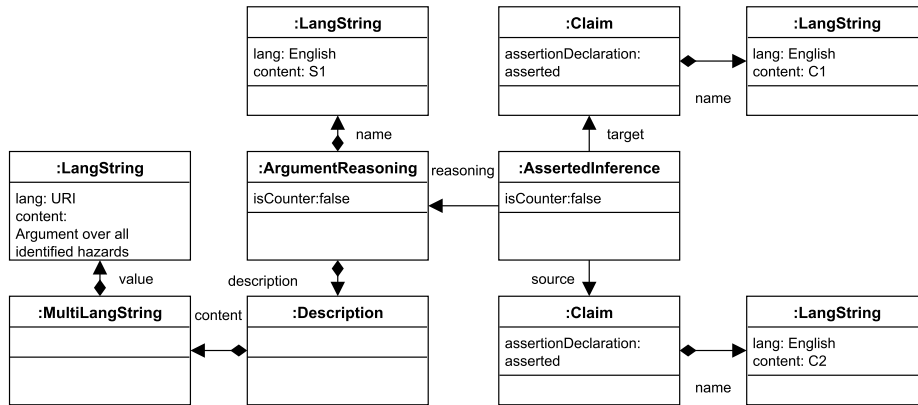 :LangString
lang: English
content: S1
:Claim
assertionDeclaration:
asserted
:LangString
lang: English
content: C1
name
name
target
:LangString
lang: URI
content:
Argument over all
identified hazards
:ArgumentReasoning
isCounter:false
reasoning
:AssertedInference
isCounter:false
value
description
source
:MultiLangString
content
:Description
:Claim
assertionDeclaration:
asserted
:LangString
lang: English
content: C2
name